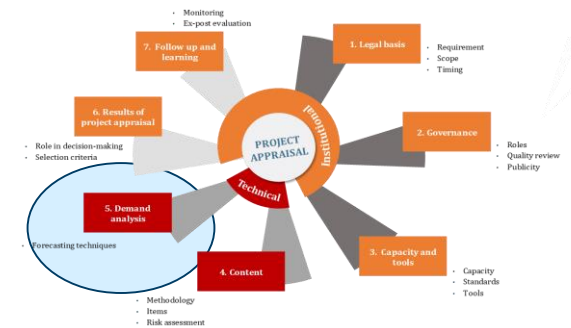 • Monitoring
• Ex-post evaluation
7. Follow up and
learning
1. Legal basis
• Requirement
• Scope
• Timing
6. Results of
project appraisal
• Role in decision-making
• Selection criteria
Institutional
PROJECT
APPRAISAL
Technical
2. Governance
• Roles
• Quality review
• Publicity
5. Demand
analysis
• Forecasting techniques
4. Content
• Methodology
• Items
• Risk assessment
3. Capacity and
tools
• Capacity
• Standards
• Tools